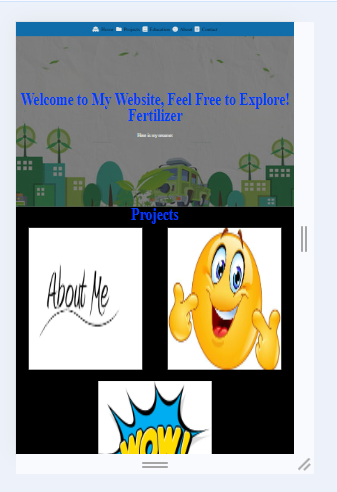 Home Projects Education About Contact
Welcome to My Website, Feel Free to Explore!
Fertilizer
Here is my resume
Projects
About Me
WOW!